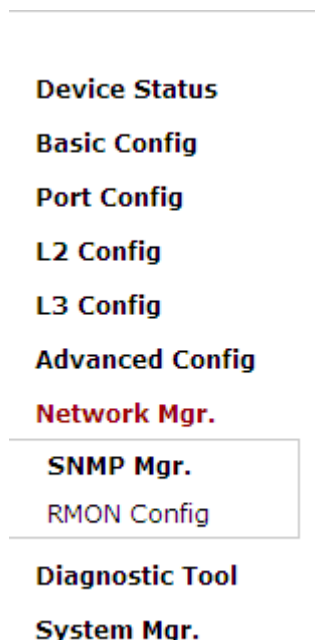 Device Status
Basic Config
Port Config
L2 Config
L3 Config
Advanced Config
Network Mgr.
SNMP Mgr.
RMON Config
Diagnostic Tool
System Mgr.